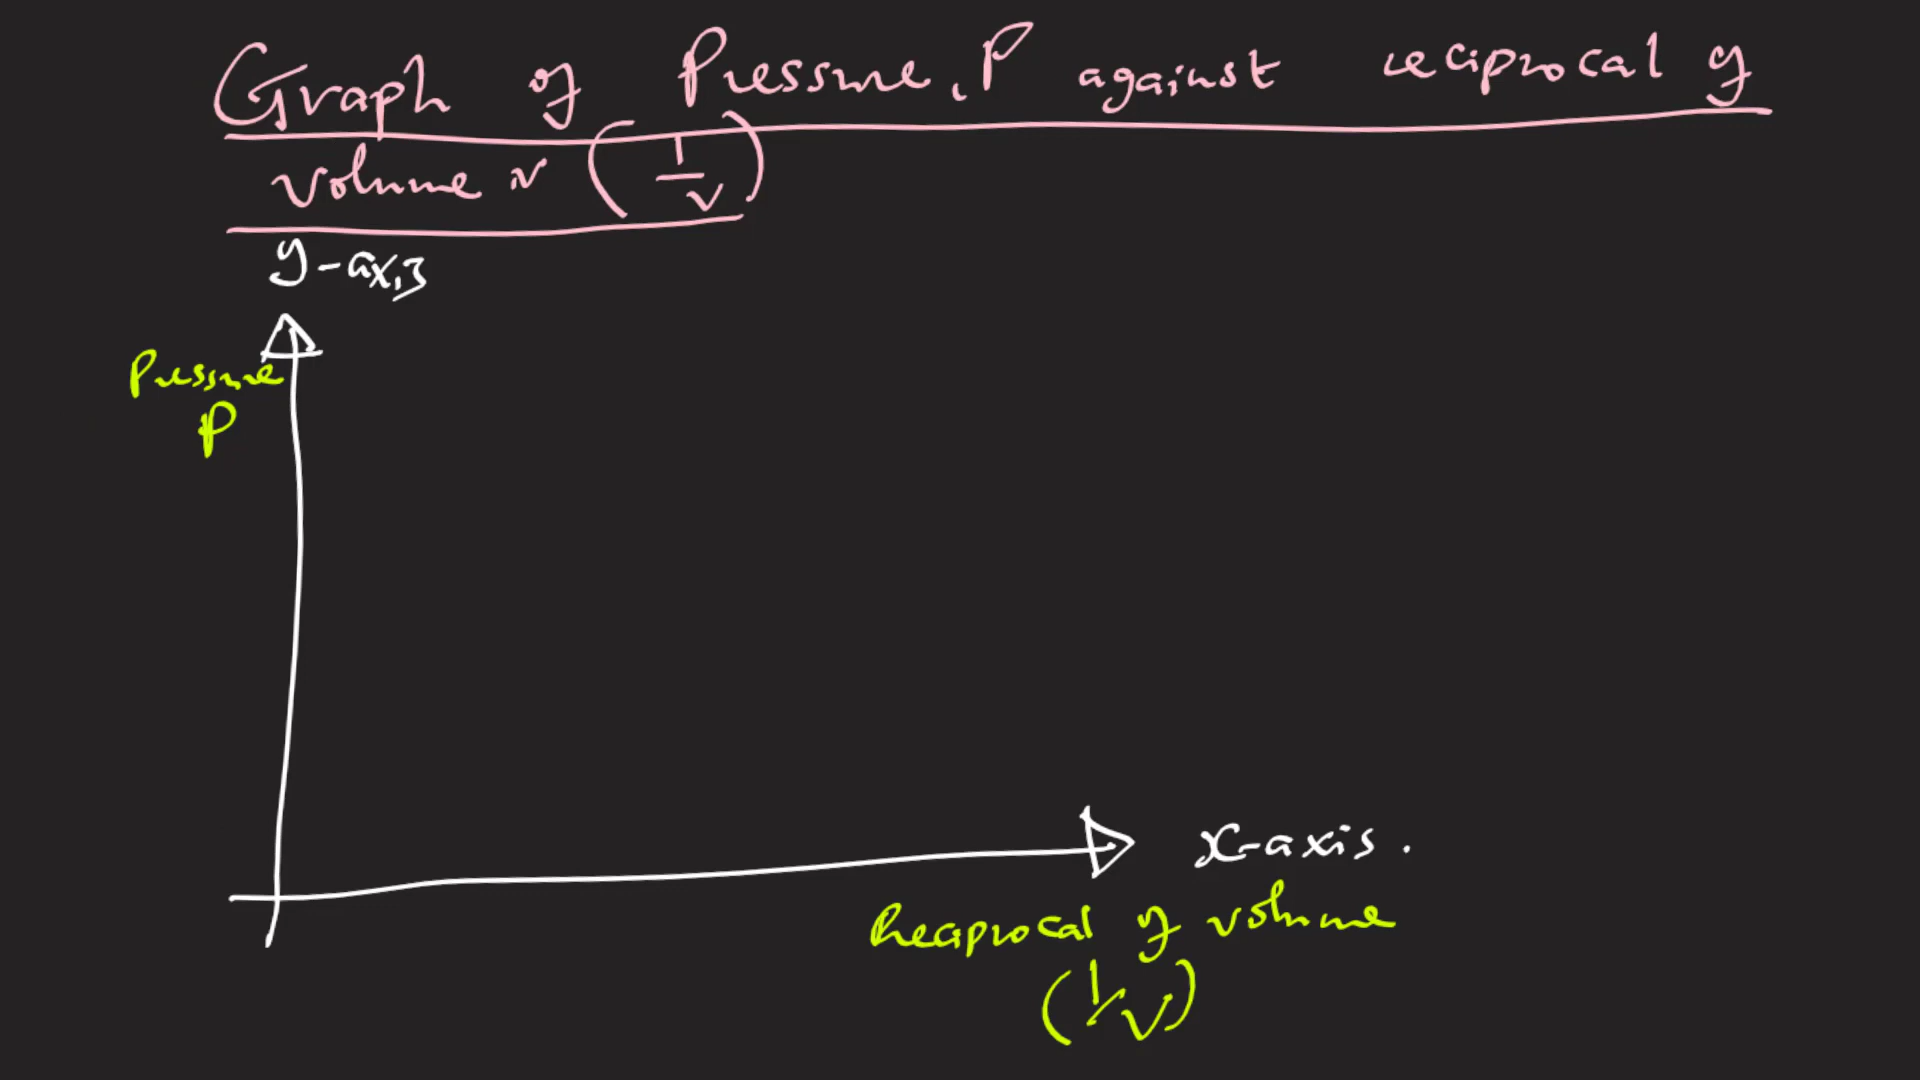 Graph of Pressure, P against reciprocal of
volume v (1/v)
y-axis
Pressure
P
x-axis.
Reciprocal of volume
(1/V)